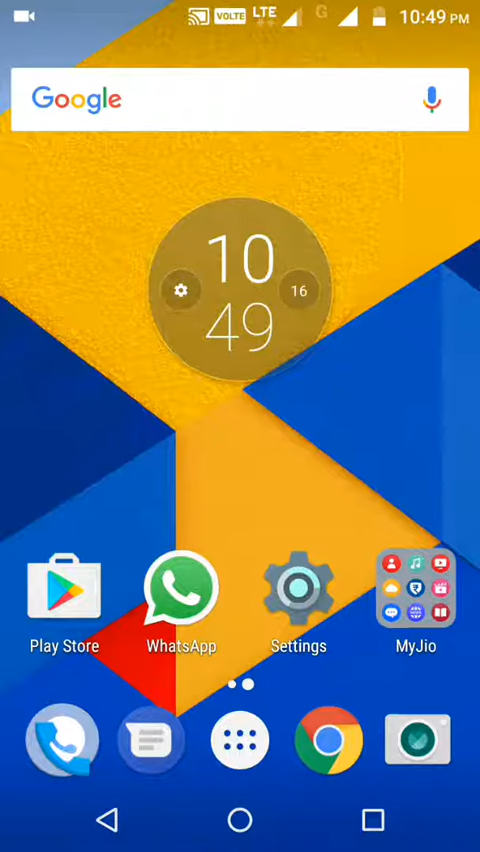 VOLTE LTE G 10:49 PM
Google
10
16
49
Play Store WhatsApp Settings MyJio